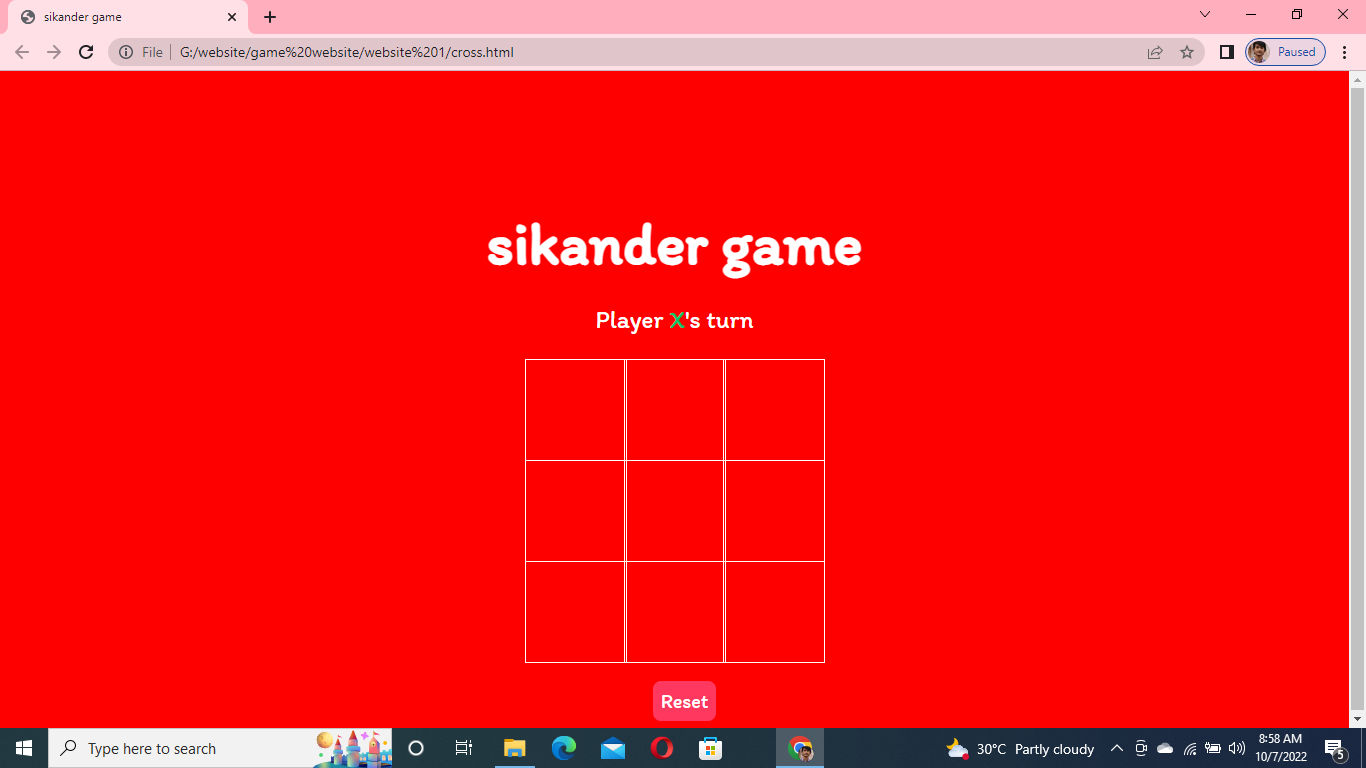 sikander game
File G:/website/game%20website/website%201/cross.html
Paused
sikander game
Player X's turn
Reset
Type here to search
30°C Partly cloudy
8:58 AM
10/7/2022
5